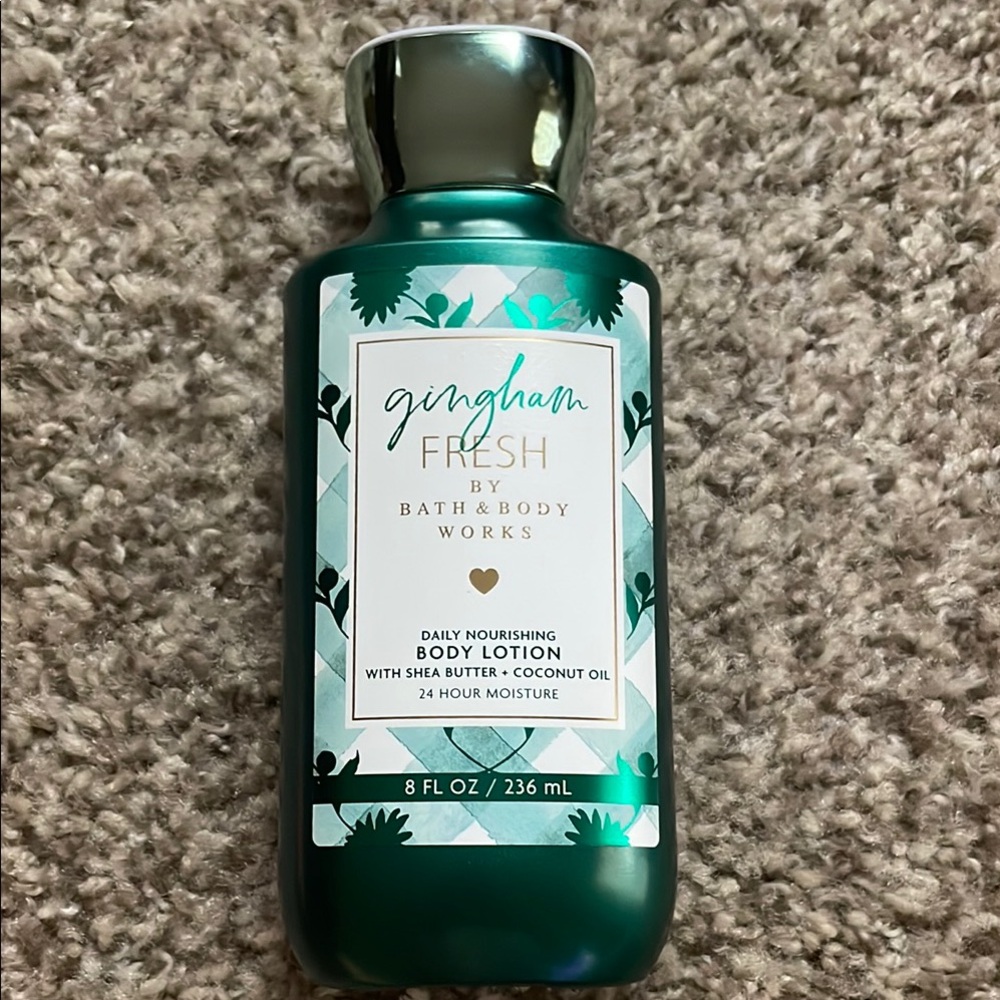 gingham
FRESH
BY
BATH & BODY
WORKS
DAILY NOURISHING
BODY LOTION
WITH SHEA BUTTER + COCONUT OIL
24 HOUR MOISTURE
8 FL OZ / 236 mL